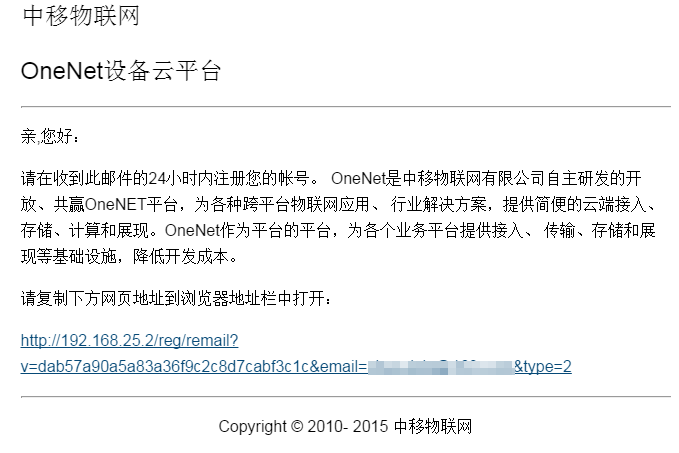 中移物联网
OneNet设备云平台
亲,您好：
请在收到此邮件的24小时内注册您的帐号。 OneNet是中移物联网有限公司自主研发的开
放、共赢OneNET平台，为各种跨平台物联网应用、 行业解决方案，提供简便的云端接入、
存储、计算和展现。OneNet作为平台的平台，为各个业务平台提供接入、 传输、存储和展
现等基础设施，降低开发成本。
请复制下方网页地址到浏览器地址栏中打开：
http://192.168.25.2/reg/remail?
v=dab57a90a5a83a36f9c2c8d7cabf3c1c&email=&type=2
Copyright © 2010- 2015 中移物联网